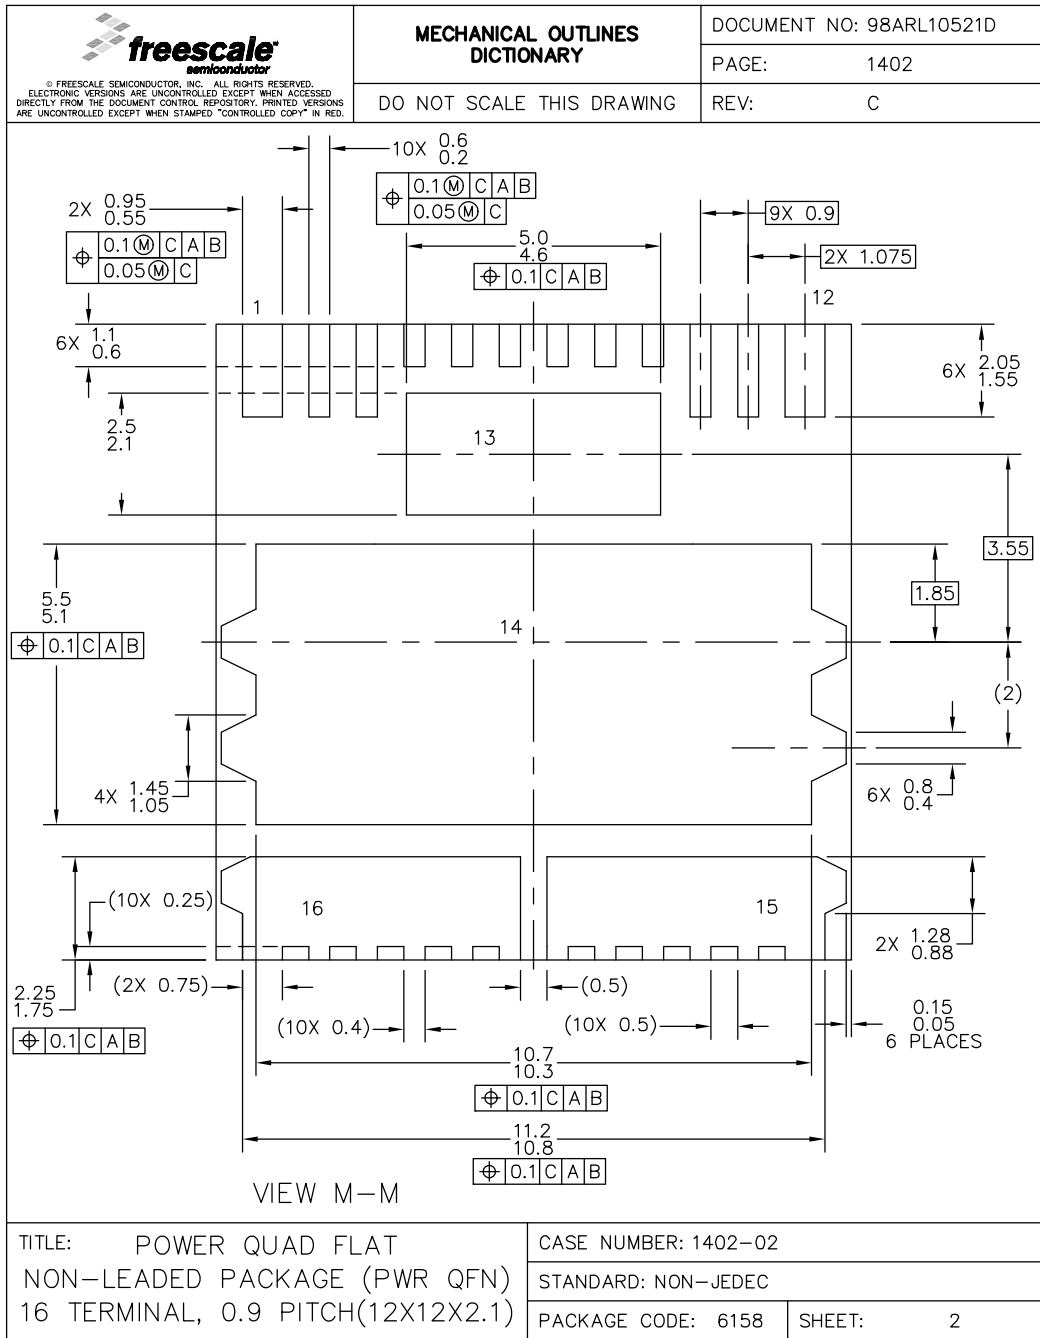 freescale
semiconductor
© FREESCALE SEMICONDUCTOR, INC. ALL RIGHTS RESERVED.
ELECTRONIC VERSIONS ARE UNCONTROLLED EXCEPT WHEN ACCESSED
DIRECTLY FROM THE DOCUMENT CONTROL REPOSITORY. PRINTED VERSIONS
ARE UNCONTROLLED EXCEPT WHEN STAMPED "CONTROLLED COPY" IN RED.
MECHANICAL OUTLINES
DICTIONARY
DO NOT SCALE THIS DRAWING
DOCUMENT NO: 98ARL10521D
PAGE: 1402
REV: C
10X 0.6
0.2
⌖ 0.1 Ⓜ C A B
0.05 Ⓜ C
2X 0.95
0.55
⌖ 0.1 Ⓜ C A B
0.05 Ⓜ C
5.0
4.6
⌖ 0.1 C A B
9X 0.9
2X 1.075
1
12
6X 1.1
0.6
6X 2.05
1.55
2.5
2.1
13
3.55
1.85
5.5
5.1
⌖ 0.1 C A B
14
(2)
4X 1.45
1.05
6X 0.8
0.4
(10X 0.25)
16
15
2X 1.28
0.88
2.25
1.75
⌖ 0.1 C A B
(2X 0.75)
(0.5)
(10X 0.4)
(10X 0.5)
0.15
0.05
6 PLACES
10.7
10.3
⌖ 0.1 C A B
11.2
10.8
⌖ 0.1 C A B
VIEW M-M
TITLE: POWER QUAD FLAT
NON-LEADED PACKAGE (PWR QFN)
16 TERMINAL, 0.9 PITCH(12X12X2.1)
CASE NUMBER: 1402-02
STANDARD: NON-JEDEC
PACKAGE CODE: 6158
SHEET: 2